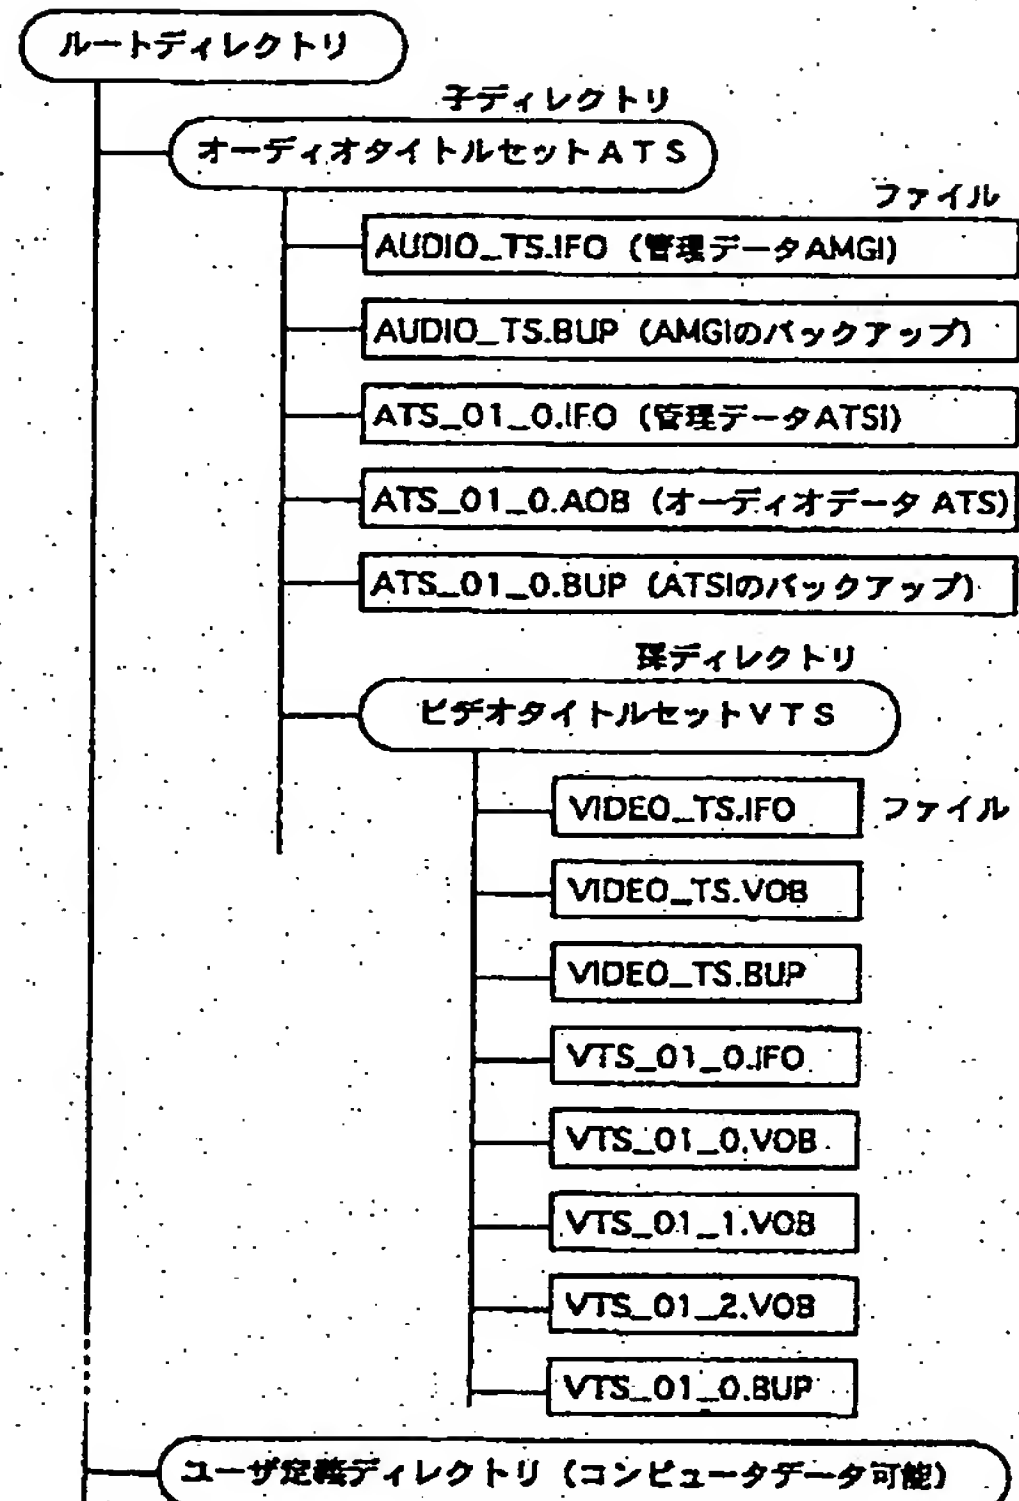 ルートディレクトリ
子ディレクトリ
オーディオタイトルセットATS
ファイル
AUDIO_TS.IFO (管理データAMGI)
AUDIO_TS.BUP (AMGIのバックアップ)
ATS_01_0.IFO (管理データATSI)
ATS_01_0.AOB (オーディオデータ ATS)
ATS_01_0.BUP (ATSIのバックアップ)
孫ディレクトリ
ビデオタイトルセットVTS
VIDEO_TS.IFO
ファイル
VIDEO_TS.VOB
VIDEO_TS.BUP
VTS_01_0.IFO
VTS_01_0.VOB
VTS_01_1.VOB
VTS_01_2.VOB
VTS_01_0.BUP
ユーザ定義ディレクトリ (コンピュータデータ可能)